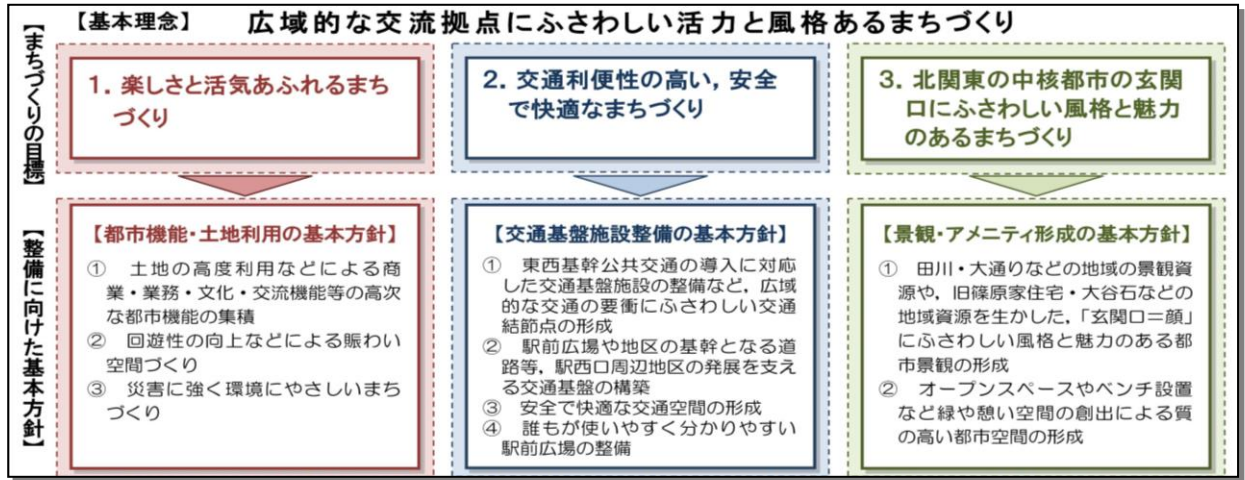 【基本理念】 広域的な交流拠点にふさわしい活力と風格あるまちづくり
【まちづくりの目標】
1．楽しさと活気あふれるまち
づくり
2．交通利便性の高い，安全
で快適なまちづくり
3．北関東の中核都市の玄関
口にふさわしい風格と魅力
のあるまちづくり
【整備に向けた基本方針】
【都市機能・土地利用の基本方針】
① 土地の高度利用などによる商
業・業務・文化・交流機能等の高次
な都市機能の集積
② 回遊性の向上などによる賑わい
空間づくり
③ 災害に強く環境にやさしいまち
づくり
【交通基盤施設整備の基本方針】
① 東西基幹公共交通の導入に対応
した交通基盤施設の整備など，広域
的な交通の要衝にふさわしい交通
結節点の形成
② 駅前広場や地区の基幹となる道
路等，駅西口周辺地区の発展を支え
る交通基盤の構築
③ 安全で快適な交通空間の形成
④ 誰もが使いやすく分かりやすい
駅前広場の整備
【景観・アメニティ形成の基本方針】
① 田川・大通りなどの地域の景観資
源や，旧篠原家住宅・大谷石などの
地域資源を生かした，「玄関口＝顔」
にふさわしい風格と魅力のある都
市景観の形成
② オープンスペースやベンチ設置
など緑や憩い空間の創出による質
の高い都市空間の形成